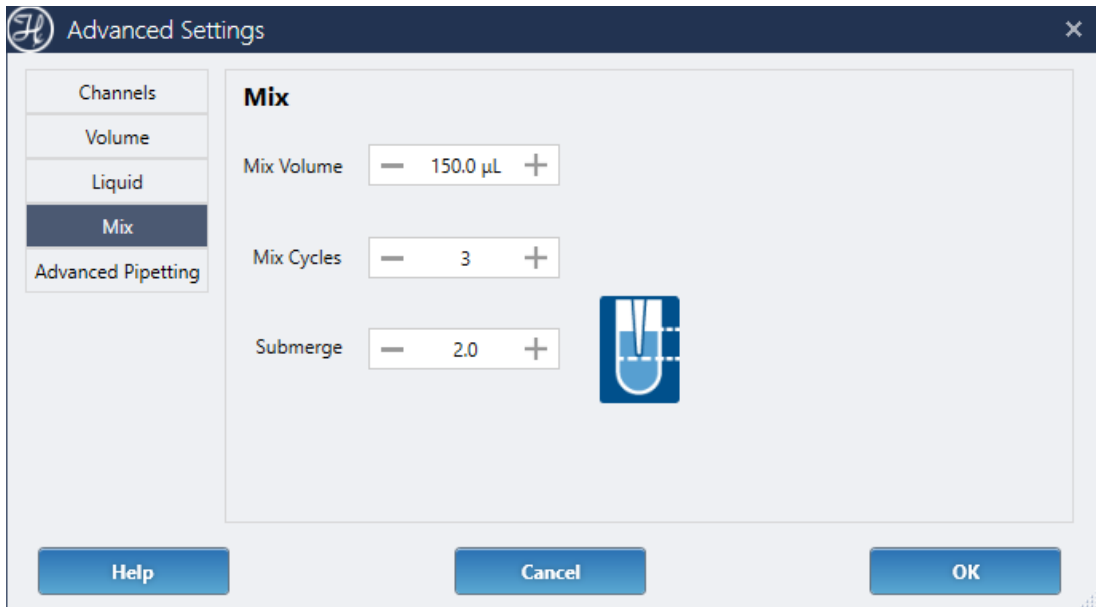 Advanced Settings
Channels
Volume
Liquid
Mix
Advanced Pipetting
Mix
Mix Volume 150.0 µL
Mix Cycles 3
Submerge 2.0
Help Cancel OK